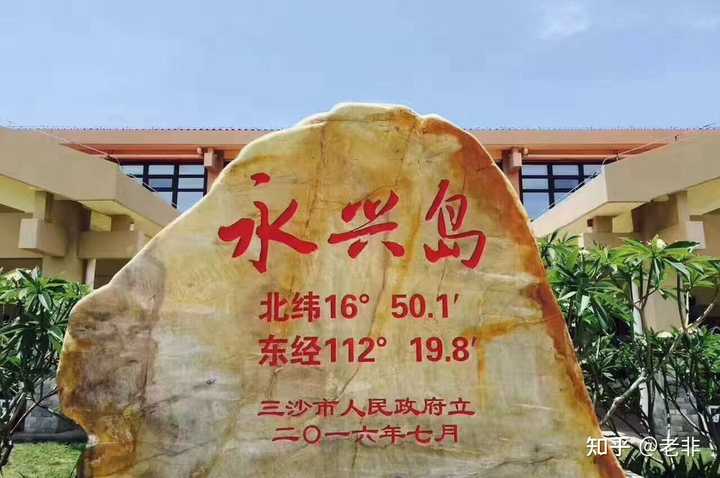 永兴岛
北纬16° 50.1′
东经112° 19.8′
三沙市人民政府立
二〇一六年七月
知乎 @老非